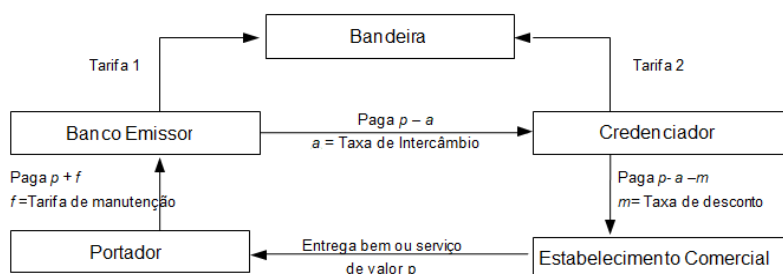 Bandeira
Tarifa 1
Tarifa 2
Banco Emissor
Paga p – a
a = Taxa de Intercâmbio
Credenciador
Paga p + f
f =Tarifa de manutenção
Paga p- a –m
m= Taxa de desconto
Portador
Entrega bem ou serviço
de valor p
Estabelecimento Comercial